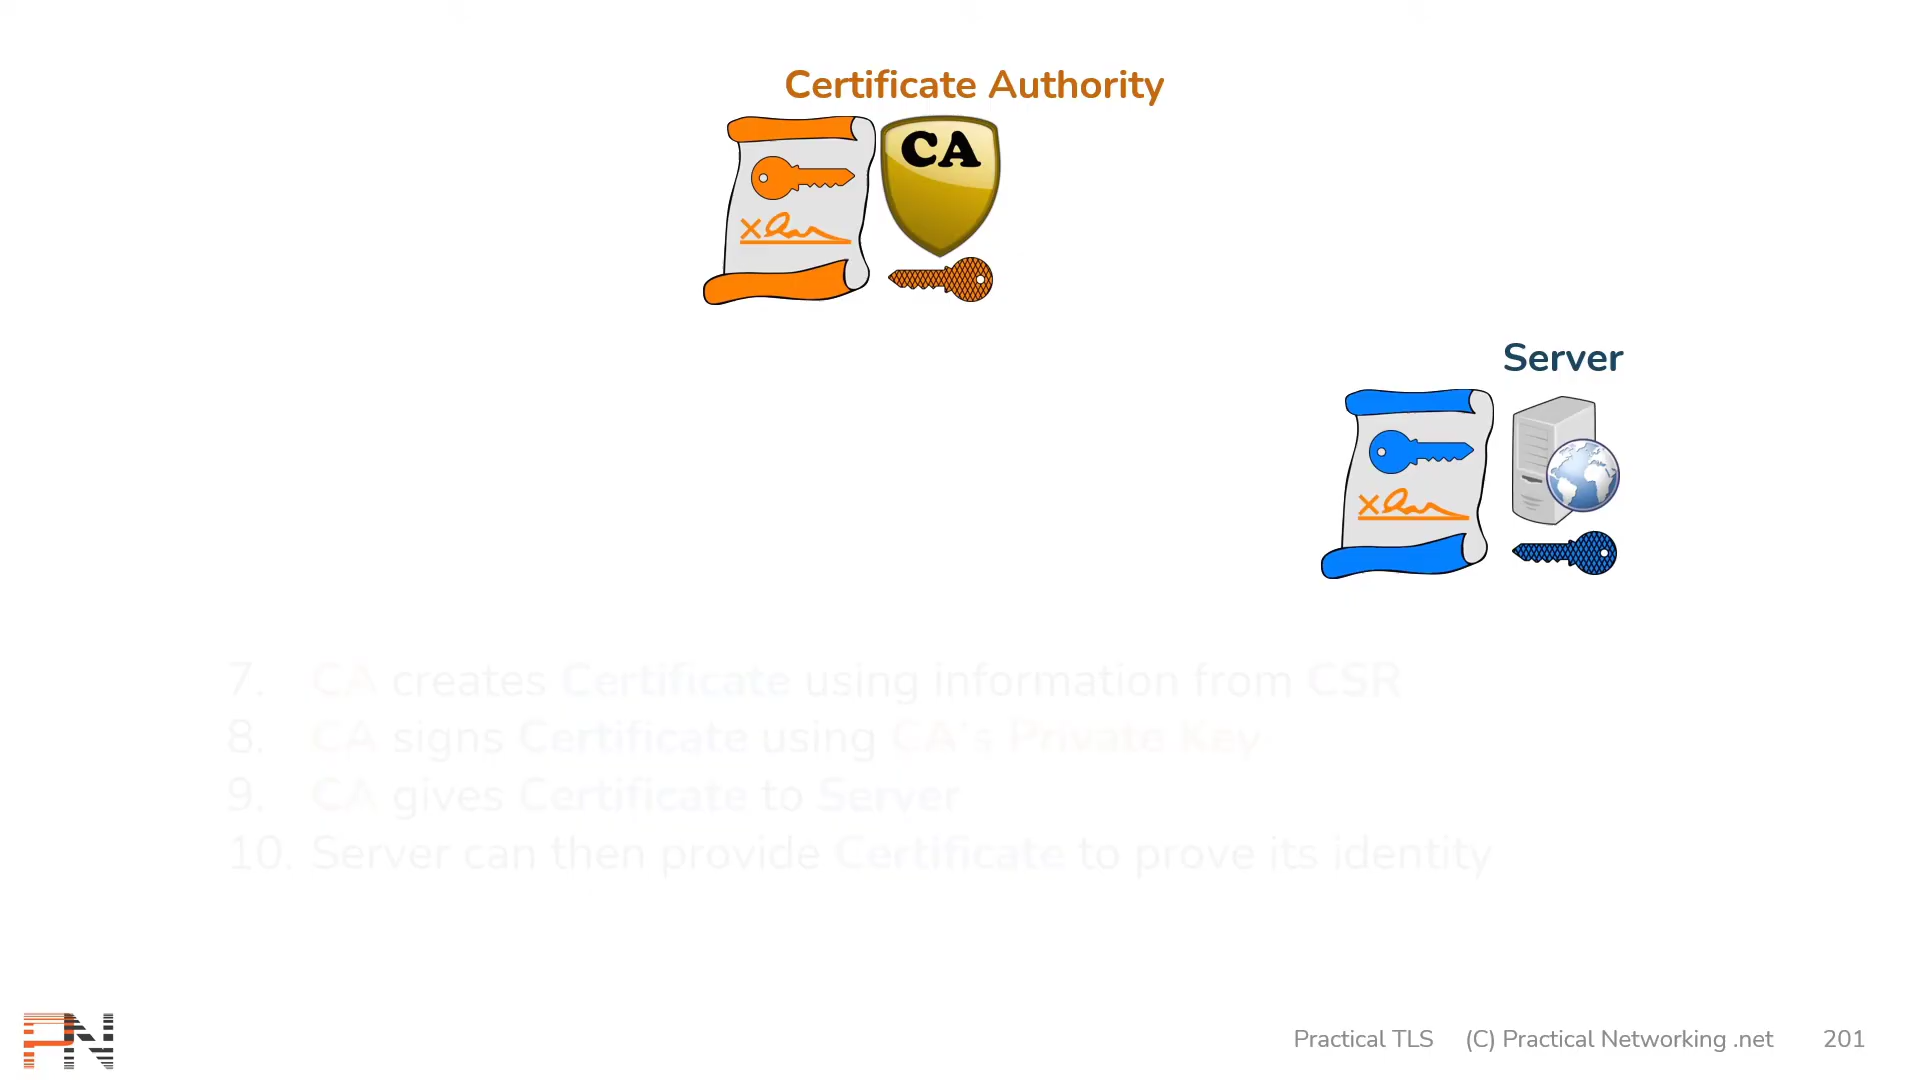 Certificate Authority
CA
Server
7. CA creates Certificate using information from CSR
8. CA signs Certificate using CA's Private Key
9. CA gives Certificate to Server
10. Server can then provide Certificate to prove its identity
PN
Practical TLS (C) Practical Networking .net 201